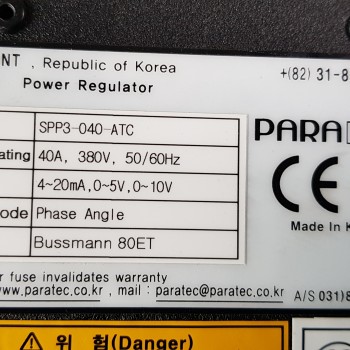 NT , Republic of Korea
+(82) 31-8
Power Regulator
SPP3-040-ATC
PARA
ating 40A, 380V, 50/60Hz
4~20mA,0~5V,0~10V
CE
ode Phase Angle
Made In K
Bussmann 80ET
r fuse invalidates warranty
www.paratec.co.kr , mail : paratec@paratec.co.kr
A/S 031)8
위 험(Danger)